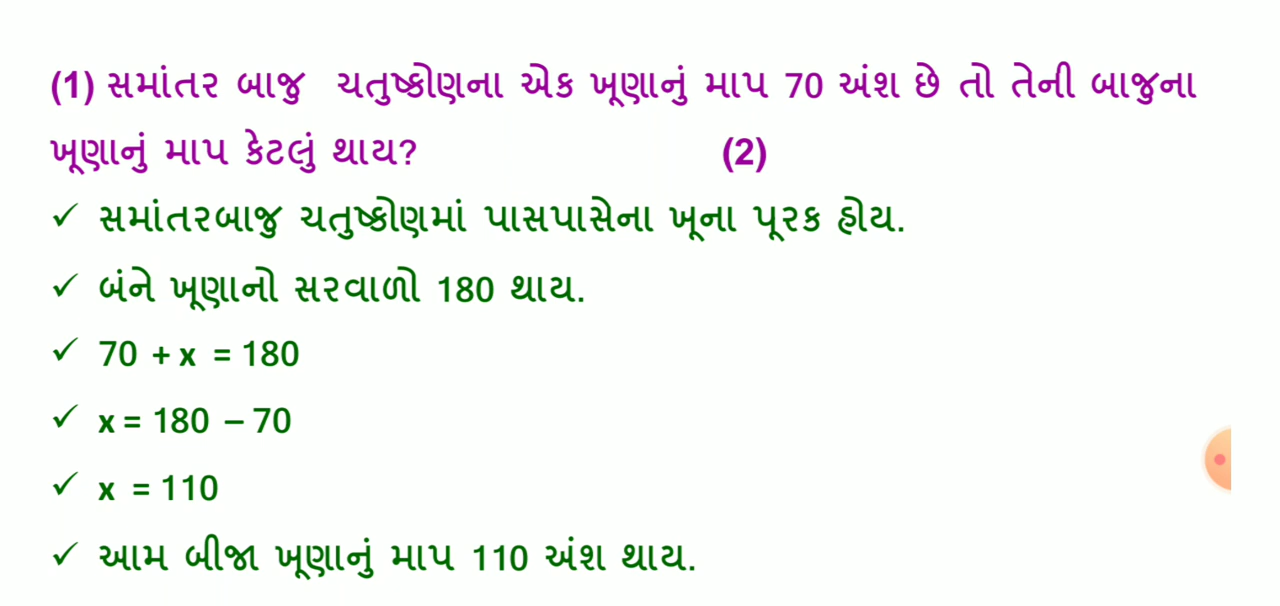 (1) સમાંતર બાજુ ચતુષ્કોણના એક ખૂણાનું માપ 70 અંશ છે તો તેની બાજુના
ખૂણાનું માપ કેટલું થાય? (2)
✓ સમાંતરબાજુ ચતુષ્કોણમાં પાસપાસેના ખૂના પૂરક હોય.
✓ બંને ખૂણાનો સરવાળો 180 થાય.
✓ 70 + x = 180
✓ x = 180 – 70
✓ x = 110
✓ આમ બીજા ખૂણાનું માપ 110 અંશ થાય.